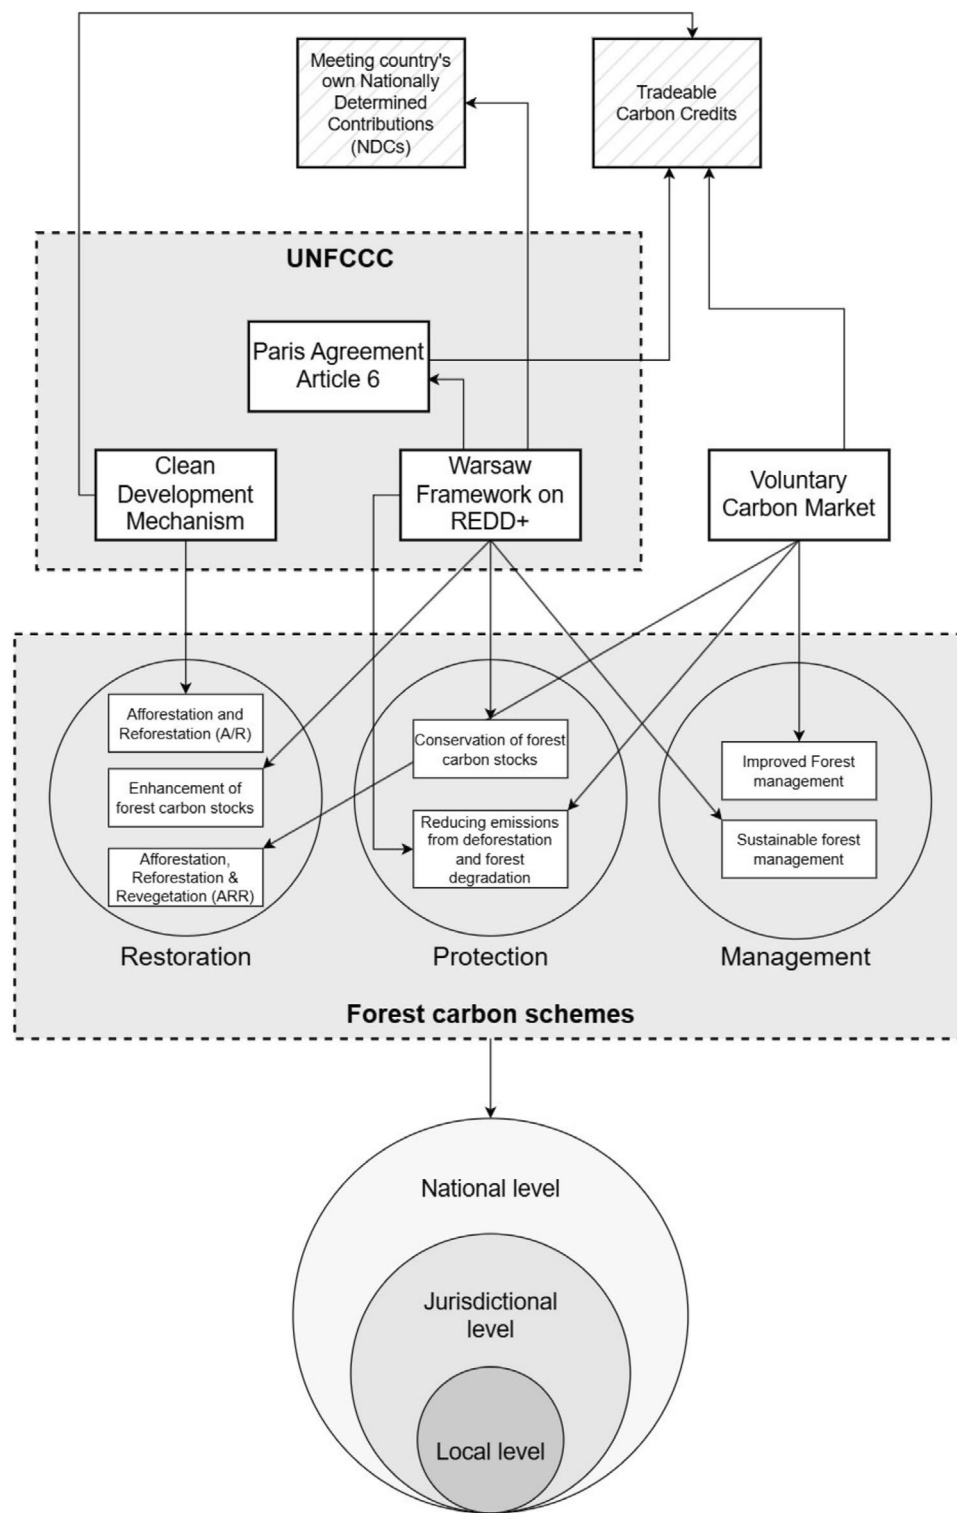 Meeting country's
own Nationally
Determined
Contributions
(NDCs)
Tradeable
Carbon Credits
UNFCCC
Paris Agreement
Article 6
Clean
Development
Mechanism
Warsaw
Framework on
REDD+
Voluntary
Carbon Market
Afforestation and
Reforestation (A/R)
Enhancement of
forest carbon stocks
Afforestation,
Reforestation &
Revegetation (ARR)
Restoration
Conservation of forest
carbon stocks
Reducing emissions
from deforestation
and forest
degradation
Protection
Improved Forest
management
Sustainable forest
management
Management
Forest carbon schemes
National level
Jurisdictional
level
Local level